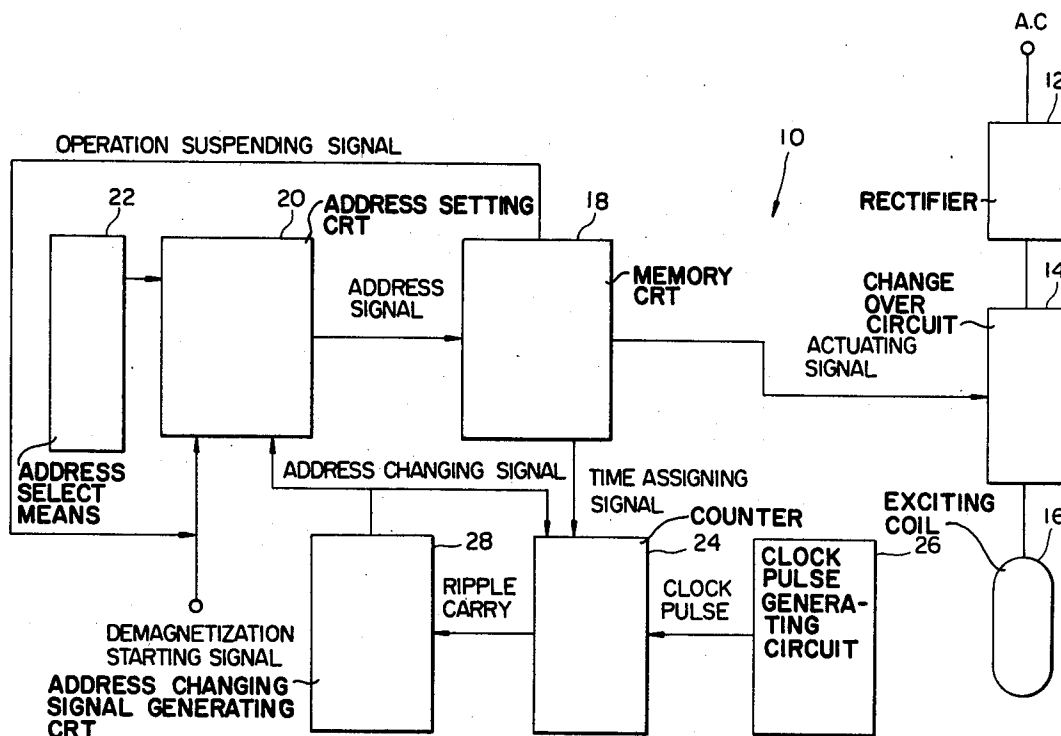 A.C
12
OPERATION SUSPENDING SIGNAL
10
22
20
ADDRESS SETTING
CRT
18
RECTIFIER
ADDRESS
SIGNAL
MEMORY
CRT
CHANGE
OVER
CIRCUIT
14
ACTUATING
SIGNAL
ADDRESS
SELECT
MEANS
ADDRESS CHANGING SIGNAL
TIME ASSIGNING
SIGNAL
EXCITING
COIL
16
COUNTER
28
24
26
RIPPLE
CARRY
CLOCK
PULSE
CLOCK
PULSE
GENERA-
TING
CIRCUIT
DEMAGNETIZATION
STARTING SIGNAL
ADDRESS CHANGING
SIGNAL GENERATING
CRT